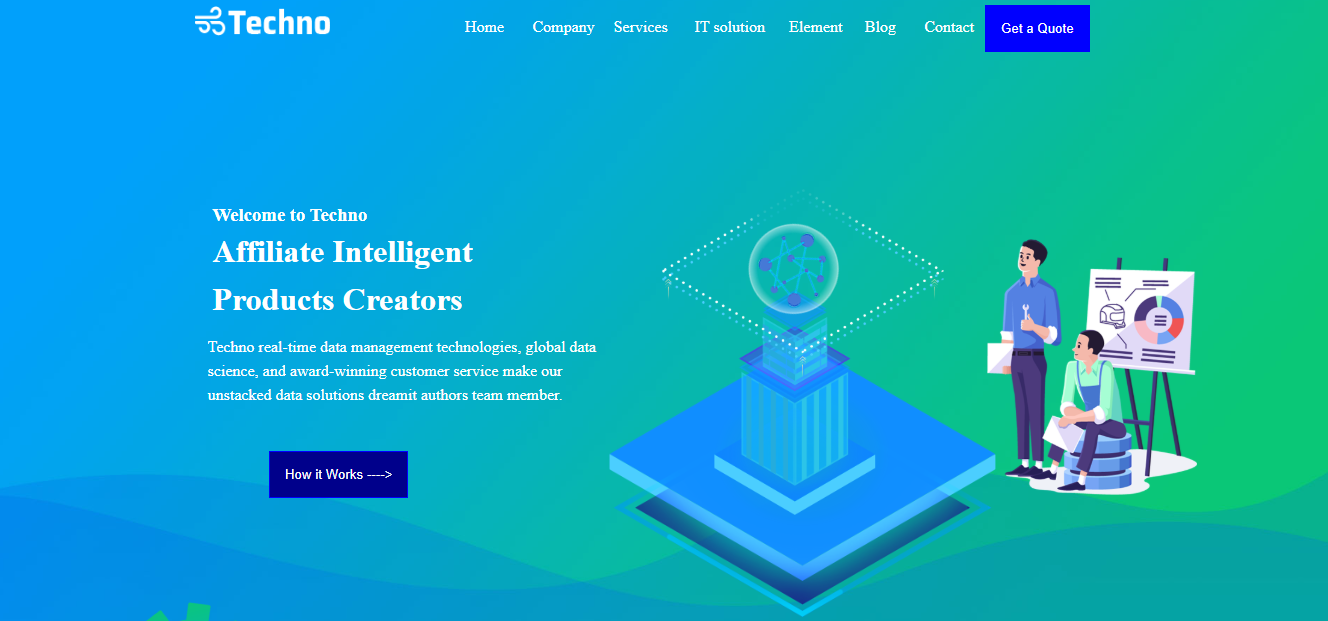 Techno
Home Company Services IT solution Element Blog Contact Get a Quote
Welcome to Techno
Affiliate Intelligent
Products Creators
Techno real-time data management technologies, global data
science, and award-winning customer service make our
unstacked data solutions dreamit authors team member.
How it Works ---->